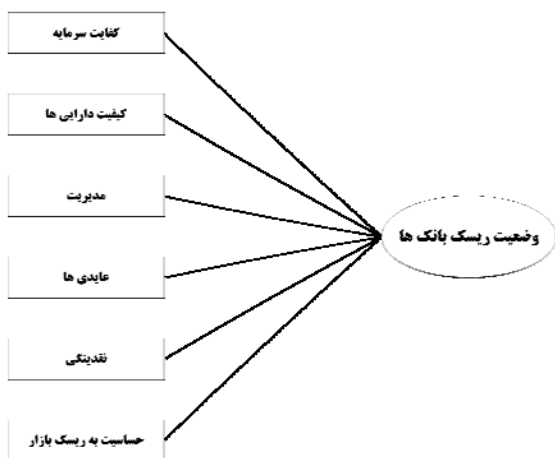 کفایت سرمایه
کیفیت دارایی ها
مدیریت
عایدی ها
نقدینگی
حساسیت به ریسک بازار
وضعیت ریسک بانک ها